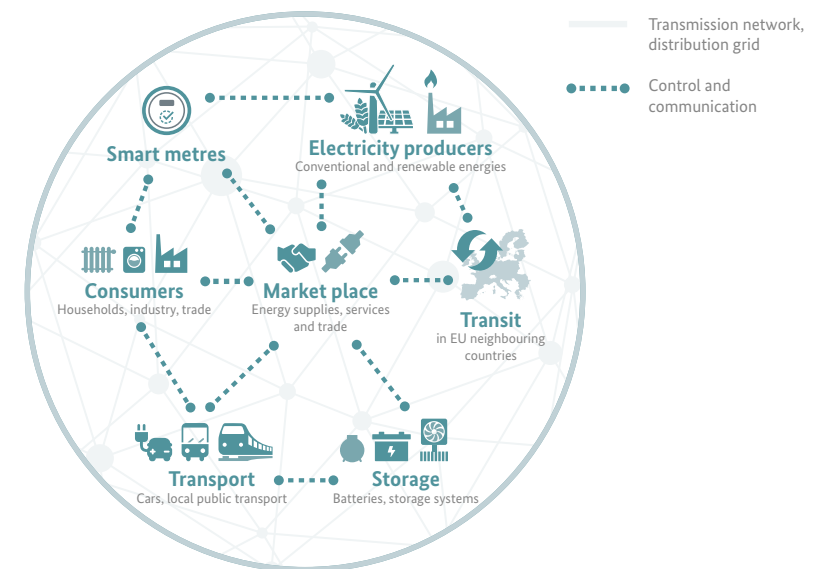 Transmission network,
distribution grid
Control and
communication
Smart metres
Electricity producers
Conventional and renewable energies
Consumers
Households, industry, trade
Market place
Energy supplies, services
and trade
Transit
in EU neighbouring
countries
Transport
Cars, local public transport
Storage
Batteries, storage systems